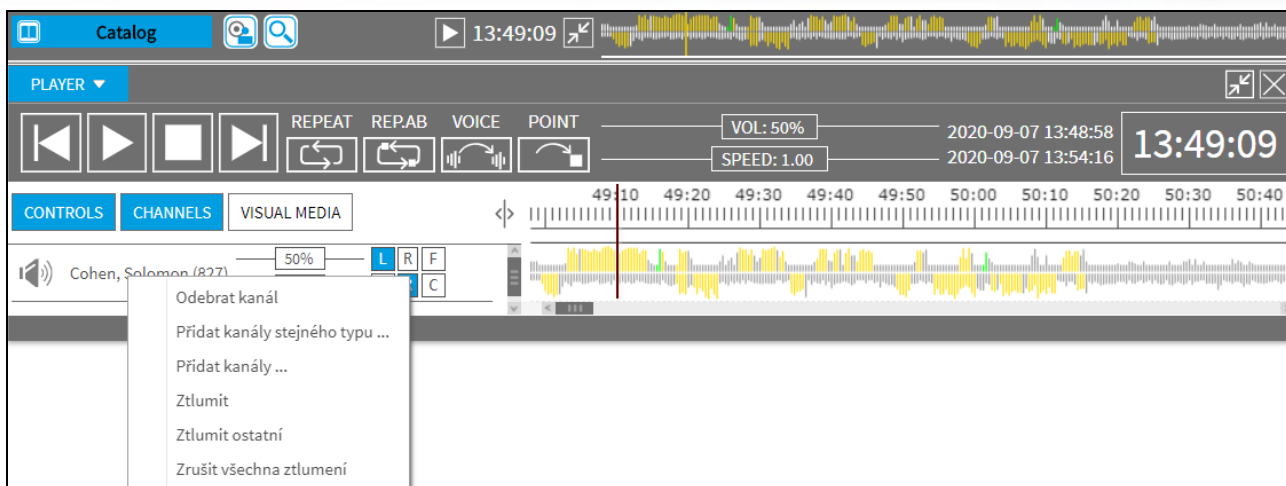 Catalog 13:49:09
PLAYER
REPEAT REP.AB VOICE POINT
VOL: 50%
SPEED: 1.00
2020-09-07 13:48:58
2020-09-07 13:54:16
13:49:09
CONTROLS CHANNELS VISUAL MEDIA
49:10 49:20 49:30 49:40 49:50 50:00 50:10 50:20 50:30 50:40
Cohen, Solomon (827) 50% L R F
C
Odebrat kanál
Přidat kanály stejného typu ...
Přidat kanály ...
Ztlumit
Ztlumit ostatní
Zrušit všechna ztlumení